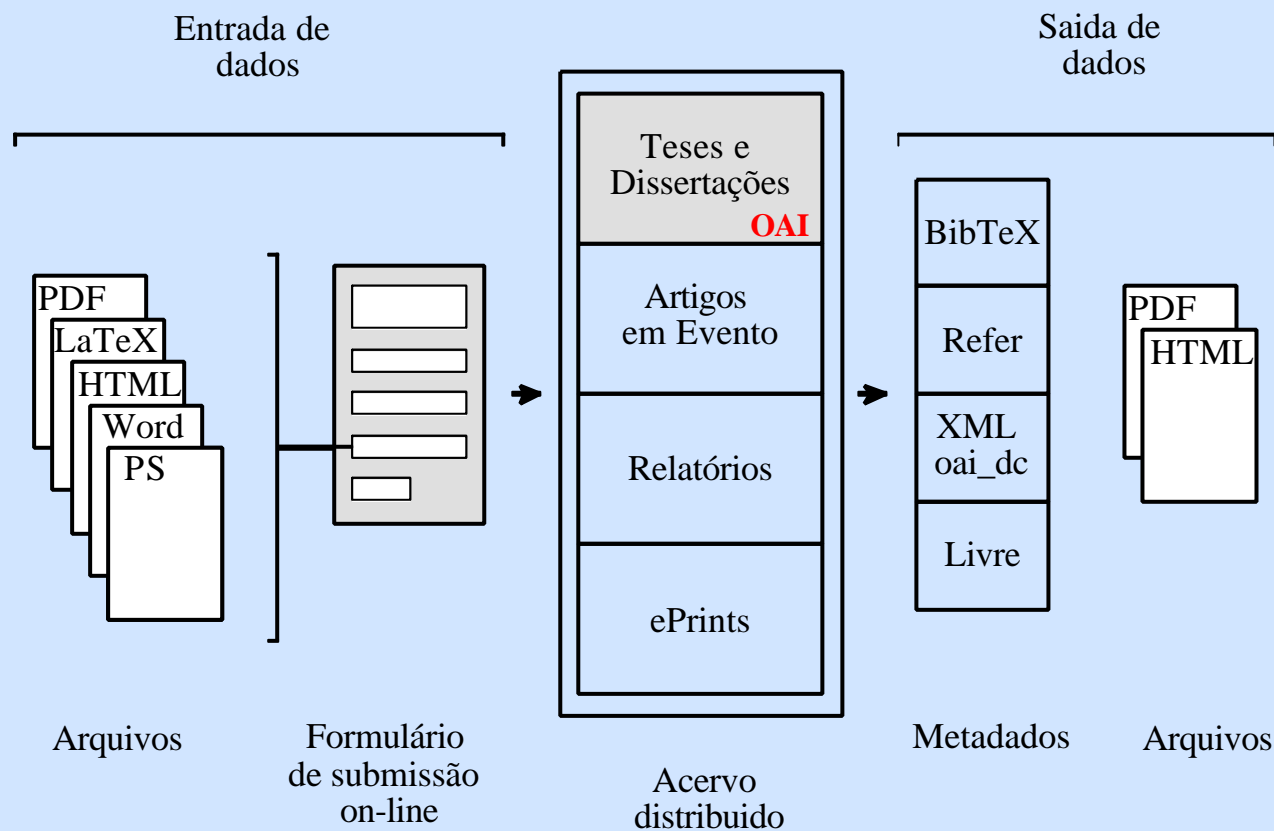 Entrada de
dados
Saida de
dados
PDF
LaTeX
HTML
Word
PS
Teses e
Dissertações
OAI
Artigos
em Evento
Relatórios
ePrints
BibTeX
Refer
XML
oai_dc
Livre
PDF
HTML
Arquivos
Formulário
de submissão
on-line
Acervo
distribuido
Metadados
Arquivos